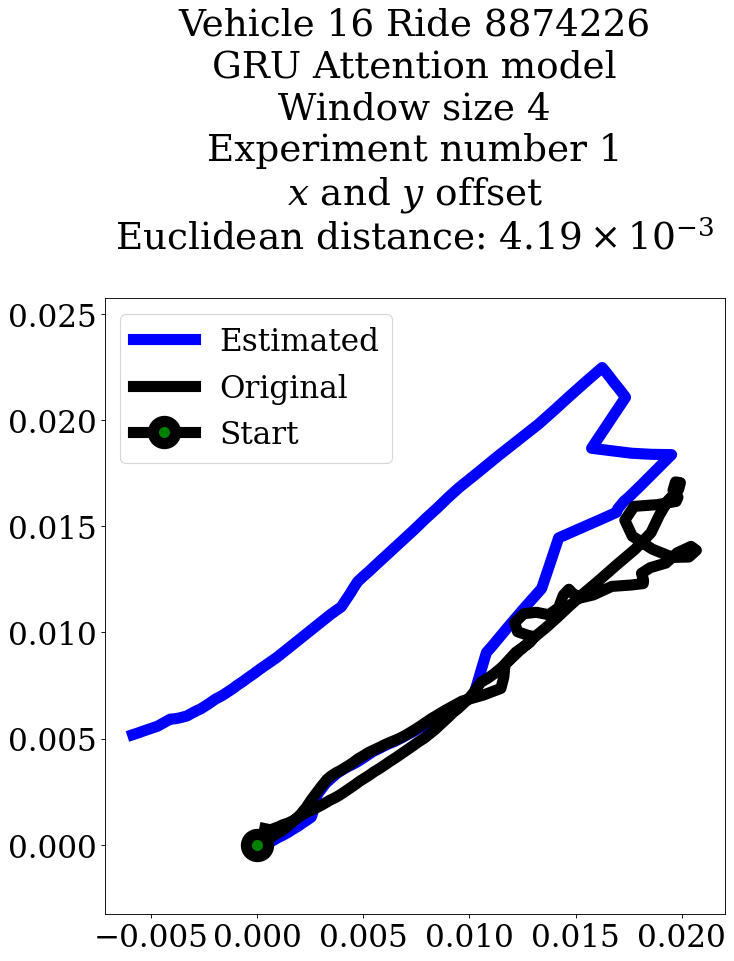 Vehicle 16 Ride 8874226
GRU Attention model
Window size 4
Experiment number 1
x and y offset
Euclidean distance: 4.19 × 10⁻³
Estimated
Original
Start
0.025
0.020
0.015
0.010
0.005
0.000
−0.005 0.000 0.005 0.010 0.015 0.020